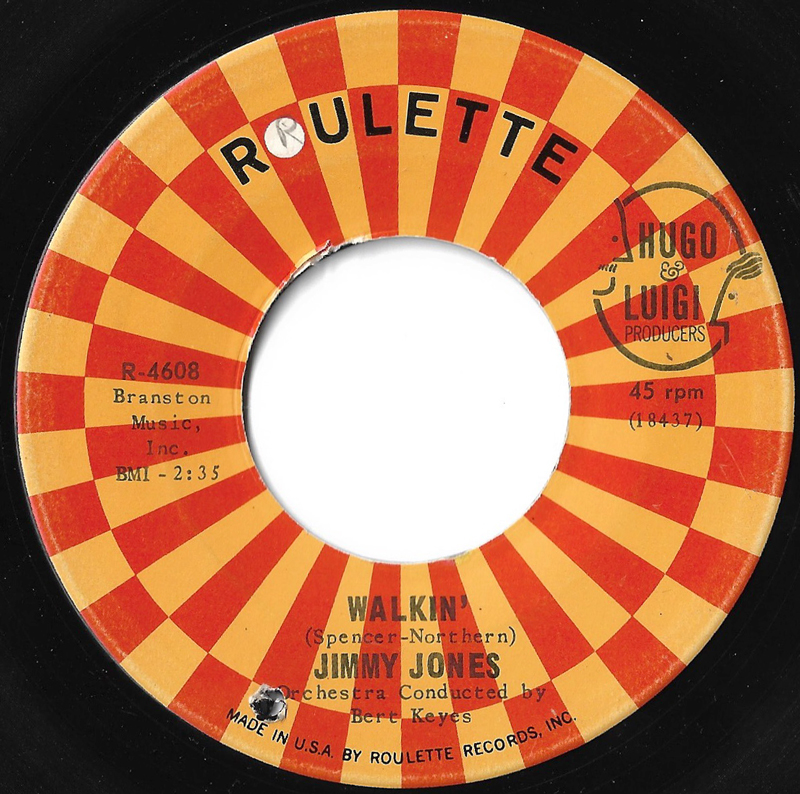 ROULETTE
R
HUGO
&
LUIGI
PRODUCERS
R-4608
Branston
Music,
Inc.
BMI - 2:35
45 rpm
(18437)
WALKIN'
(Spencer-Northern)
JIMMY JONES
Orchestra Conducted by
Bert Keyes
MADE IN U.S.A. BY ROULETTE RECORDS, INC.